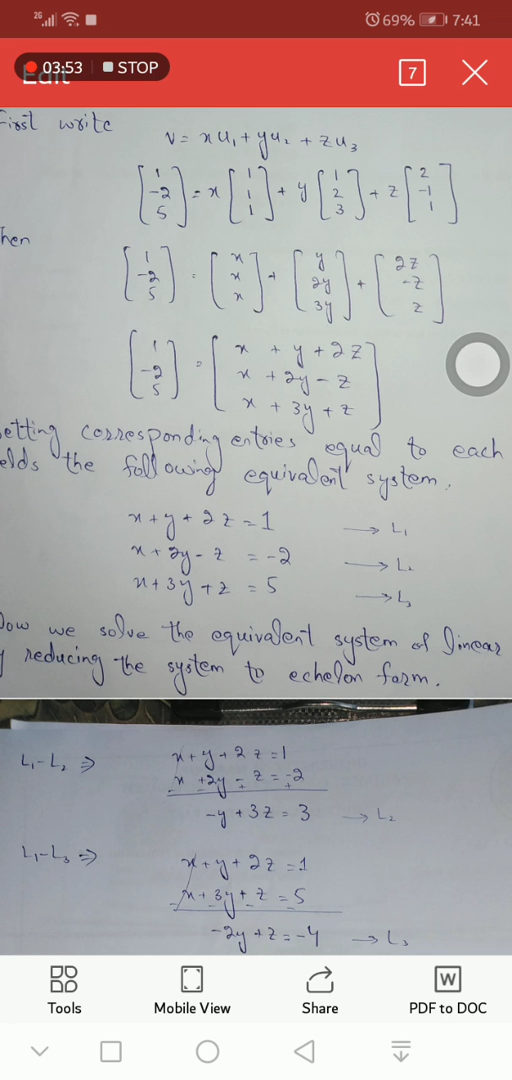 2G 69% 7:41
03:53 STOP
Edit 7
First write
V = xu₁ + yu₂ + zu₃
[1 -2 5] = x [1 1 1] + y [1 2 3] + z [2 -1 1]
hen
[1 -2 5] = [x x x] + [y 2y 3y] + [2z -z z]
[1 -2 5] = [x + y + 2z x + 2y - z x + 3y + z]
etting corresponding entries equal to each
elds the following equivalent system.
x + y + 2z = 1 → L₁
x + 2y - z = -2 → L₂
x + 3y + z = 5 → L₃
Now we solve the equivalent system of linear
y reducing the system to echelon form.
L₁-L₂ ⇒ x + y + 2z = 1
x + 2y - z = -2
- - + +
-y + 3z = 3 → L₂
L₁-L₃ ⇒ x + y + 2z = 1
x + 3y + z = 5
- - - -
-2y + z = -4 → L₃
Tools Mobile View Share W PDF to DOC